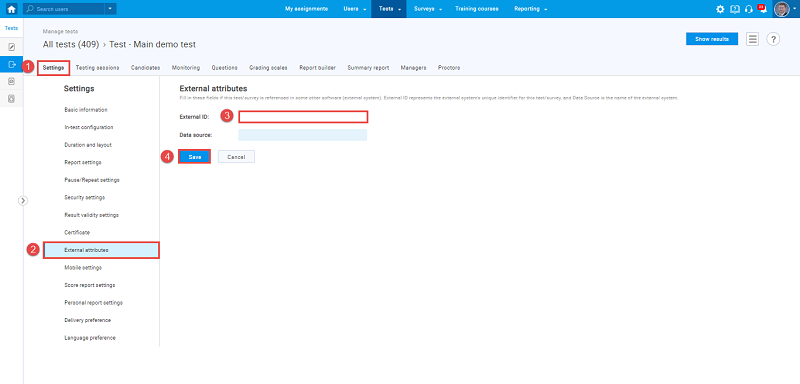 Search users
My assignments Users Tests Surveys Training courses Reporting
Tests
Manage tests
All tests (409) › Test - Main demo test
Show results
?
1 Settings Testing sessions Candidates Monitoring Questions Grading scales Report builder Summary report Managers Proctors
Settings
Basic information
In-test configuration
Duration and layout
Report settings
Pause/Repeat settings
Security settings
Result validity settings
Certificate
2 External attributes
Mobile settings
Score report settings
Personal report settings
Delivery preference
Language preference
External attributes
Fill in these fields if this test/survey is referenced in some other software (external system). External ID represents the external systems unique identifier for this test/survey, and Data Source is the name of the external system.
External ID: 3
Data source:
4 Save Cancel